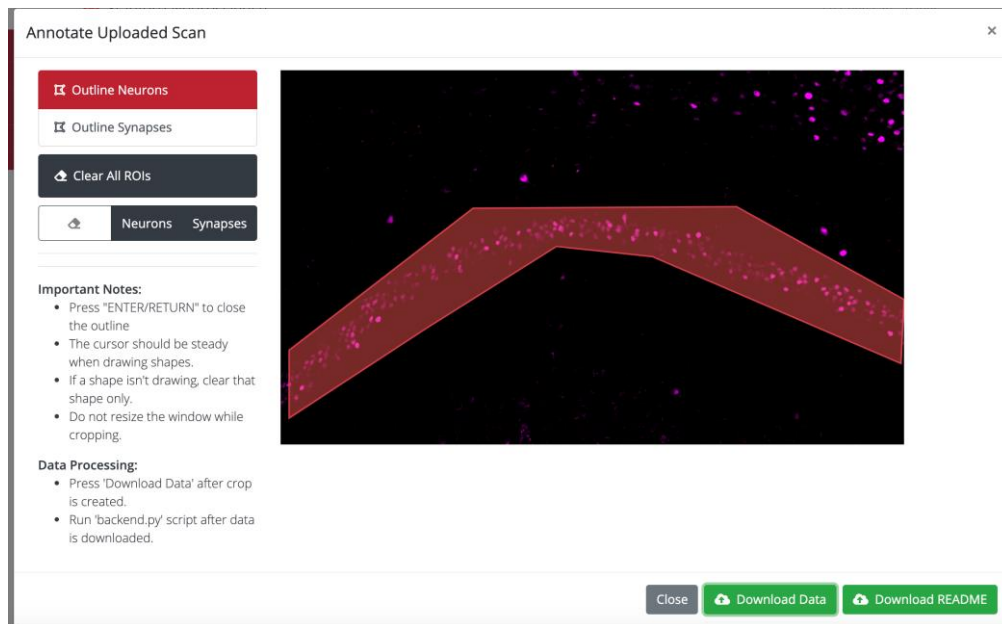 Annotate Uploaded Scan
×
Outline Neurons
Outline Synapses
Clear All ROIs
Neurons Synapses
Important Notes:
• Press "ENTER/RETURN" to close
the outline
• The cursor should be steady
when drawing shapes.
• If a shape isn't drawing, clear that
shape only.
• Do not resize the window while
cropping.
Data Processing:
• Press 'Download Data' after crop
is created.
• Run 'backend.py' script after data
is downloaded.
Close Download Data Download README